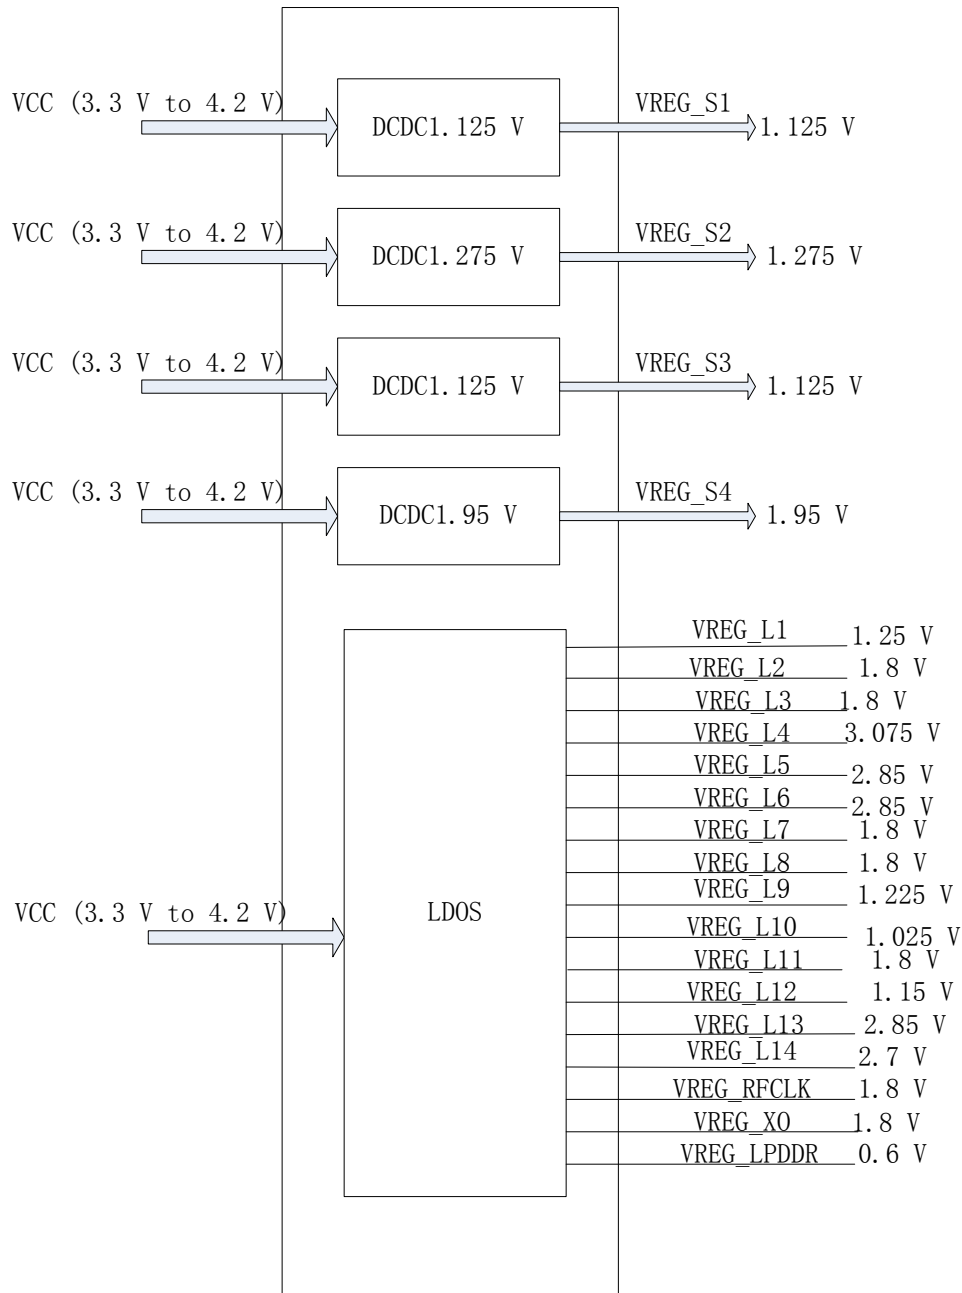 VCC (3.3 V to 4.2 V)
DCDC1.125 V
VREG_S1
1.125 V
VCC (3.3 V to 4.2 V)
DCDC1.275 V
VREG_S2
1.275 V
VCC (3.3 V to 4.2 V)
DCDC1.125 V
VREG_S3
1.125 V
VCC (3.3 V to 4.2 V)
DCDC1.95 V
VREG_S4
1.95 V
VCC (3.3 V to 4.2 V)
LDOS
VREG_L1 1.25 V
VREG_L2 1.8 V
VREG_L3 1.8 V
VREG_L4 3.075 V
VREG_L5 2.85 V
VREG_L6 2.85 V
VREG_L7 1.8 V
VREG_L8 1.8 V
VREG_L9 1.225 V
VREG_L10 1.025 V
VREG_L11 1.8 V
VREG_L12 1.15 V
VREG_L13 2.85 V
VREG_L14 2.7 V
VREG_RFCLK 1.8 V
VREG_XO 1.8 V
VREG_LPDDR 0.6 V